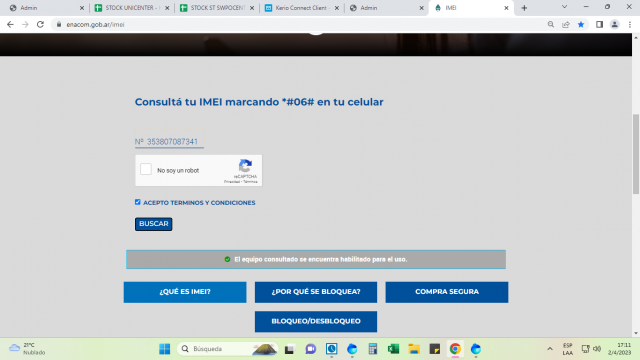 Admin
STOCK UNICENTER -
STOCK ST SWPOCENT
Kerio Connect Client
Admin
IMEI
enacom.gob.ar/imei
Consultá tu IMEI marcando *#06# en tu celular
Nº 353807087341
No soy un robot
reCAPTCHA
Privacidad - Términos
ACEPTO TERMINOS Y CONDICIONES
BUSCAR
El equipo consultado se encuentra habilitado para el uso.
¿QUÉ ES IMEI?
¿POR QUÉ SE BLOQUEA?
COMPRA SEGURA
BLOQUEO/DESBLOQUEO
21°C
Nublado
Búsqueda
ESP
LAA
17:11
2/4/2023